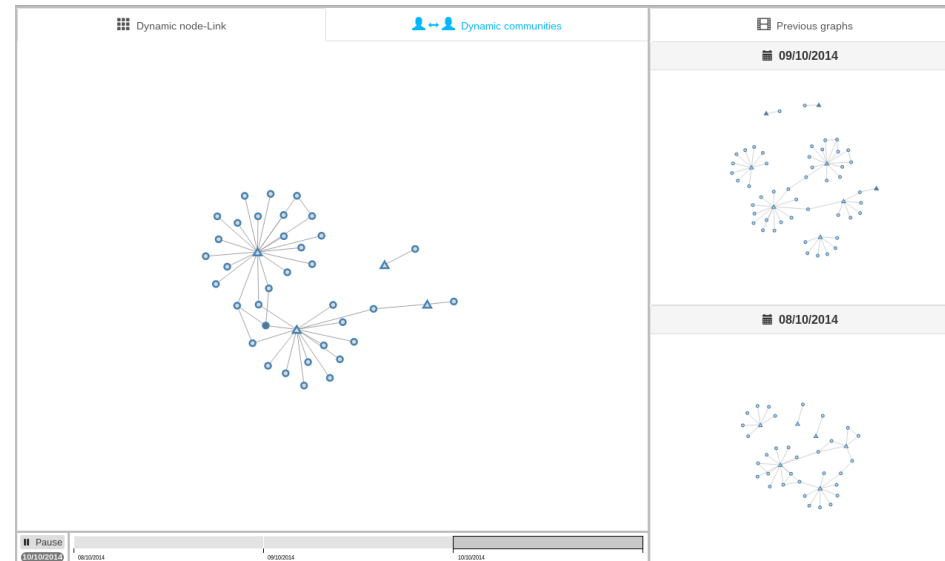 Dynamic node-Link
Dynamic communities
Previous graphs
09/10/2014
08/10/2014
Pause
10/10/2014
08/10/2014
09/10/2014
10/10/2014